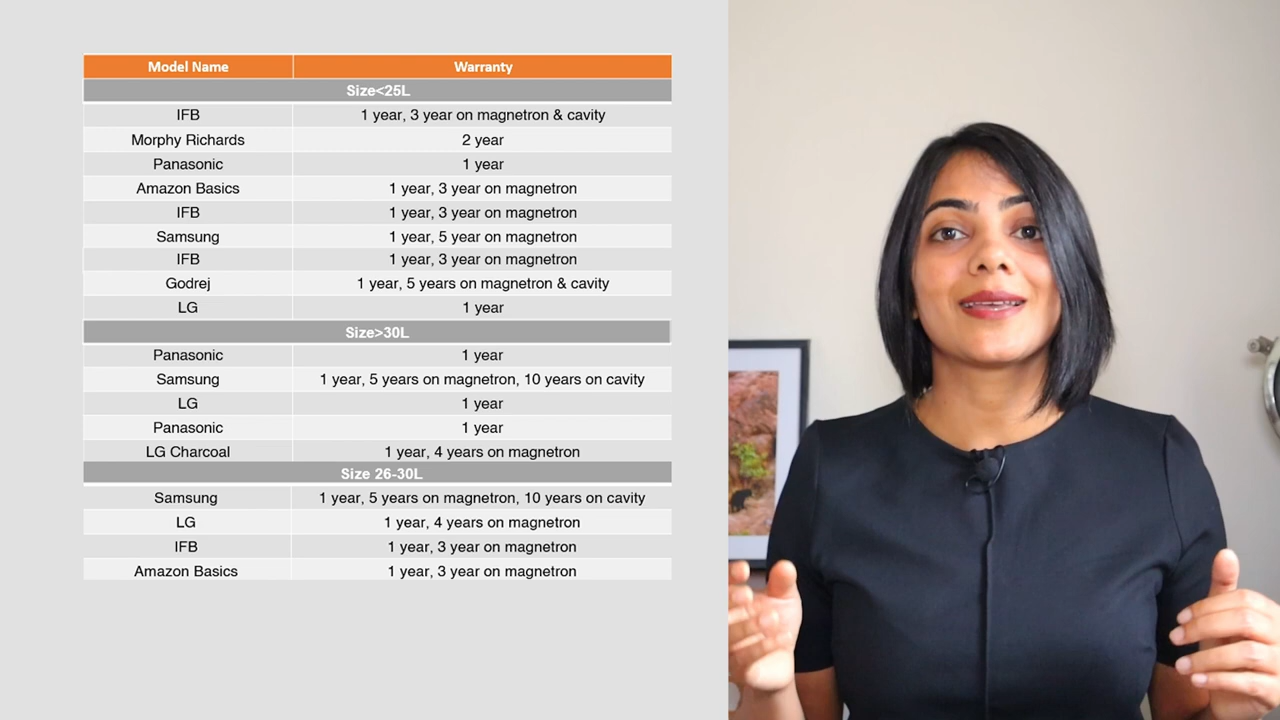 Model Name Warranty
Size<25L
IFB 1 year, 3 year on magnetron & cavity
Morphy Richards 2 year
Panasonic 1 year
Amazon Basics 1 year, 3 year on magnetron
IFB 1 year, 3 year on magnetron
Samsung 1 year, 5 year on magnetron
IFB 1 year, 3 year on magnetron
Godrej 1 year, 5 years on magnetron & cavity
LG 1 year
Size>30L
Panasonic 1 year
Samsung 1 year, 5 years on magnetron, 10 years on cavity
LG 1 year
Panasonic 1 year
LG Charcoal 1 year, 4 years on magnetron
Size 26-30L
Samsung 1 year, 5 years on magnetron, 10 years on cavity
LG 1 year, 4 years on magnetron
IFB 1 year, 3 year on magnetron
Amazon Basics 1 year, 3 year on magnetron